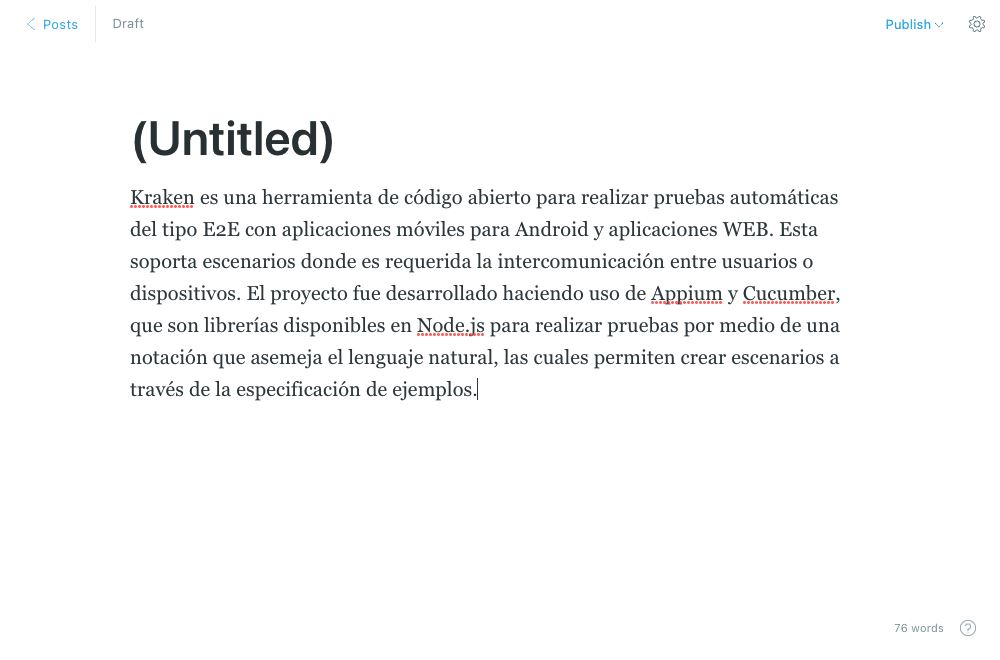 Posts
Draft
Publish
(Untitled)
Kraken es una herramienta de código abierto para realizar pruebas automáticas
del tipo E2E con aplicaciones móviles para Android y aplicaciones WEB. Esta
soporta escenarios donde es requerida la intercomunicación entre usuarios o
dispositivos. El proyecto fue desarrollado haciendo uso de Appium y Cucumber,
que son librerías disponibles en Node.js para realizar pruebas por medio de una
notación que asemeja el lenguaje natural, las cuales permiten crear escenarios a
través de la especificación de ejemplos.
76 words
?